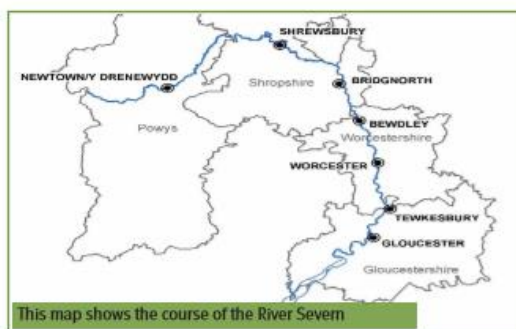 SHREWSBURY
NEWTOWN/Y DRENEWYDD
Shropshire
BRIDGNORTH
Powys
BEWDLEY
Worcestershire
WORCESTER
TEWKESBURY
GLOUCESTER
Gloucestershire
This map shows the course of the River Severn